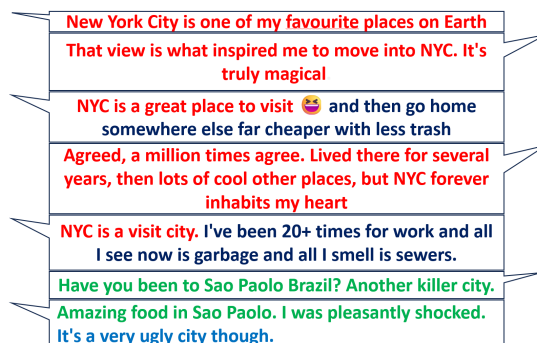 New York City is one of my favourite places on Earth
That view is what inspired me to move into NYC. It's
truly magical
NYC is a great place to visit 😆 and then go home
somewhere else far cheaper with less trash
Agreed, a million times agree. Lived there for several
years, then lots of cool other places, but NYC forever
inhabits my heart
NYC is a visit city. I've been 20+ times for work and all
I see now is garbage and all I smell is sewers.
Have you been to Sao Paolo Brazil? Another killer city.
Amazing food in Sao Paolo. I was pleasantly shocked.
It's a very ugly city though.